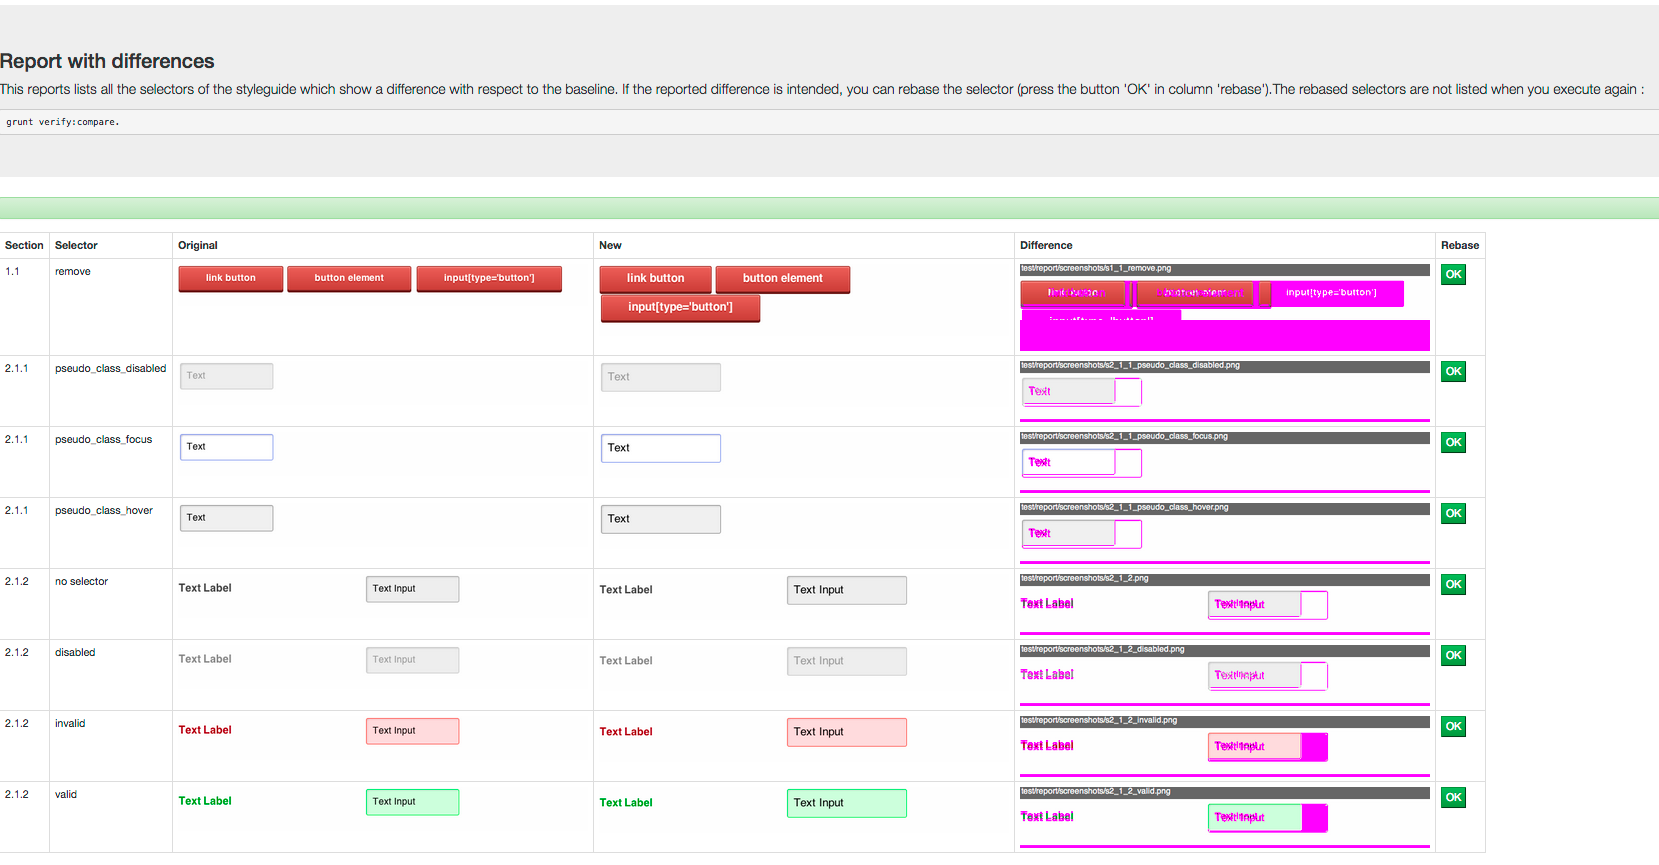 Report with differences
This reports lists all the selectors of the styleguide which show a difference with respect to the baseline. If the reported difference is intended, you can rebase the selector (press the button 'OK' in column 'rebase').The rebased selectors are not listed when you execute again :
grunt verify:compare.
Section Selector Original New Difference Rebase
1.1 remove link button button element input[type='button'] link button button element test/report/screenshots/s1_1_remove.png OK
input[type='button'] input[type='button']
2.1.1 pseudo_class_disabled Text Text test/report/screenshots/s2_1_1_pseudo_class_disabled.png OK
Text
2.1.1 pseudo_class_focus Text Text test/report/screenshots/s2_1_1_pseudo_class_focus.png OK
Text
2.1.1 pseudo_class_hover Text Text test/report/screenshots/s2_1_1_pseudo_class_hover.png OK
Text
2.1.2 no selector Text Label Text Input Text Label Text Input test/report/screenshots/s2_1_2.png OK
Text Label Text Input
2.1.2 disabled Text Label Text Input Text Label Text Input test/report/screenshots/s2_1_2_disabled.png OK
Text Label Text Input
2.1.2 invalid Text Label Text Input Text Label Text Input test/report/screenshots/s2_1_2_invalid.png OK
Text Label Text Input
2.1.2 valid Text Label Text Input Text Label Text Input test/report/screenshots/s2_1_2_valid.png OK
Text Label Text Input